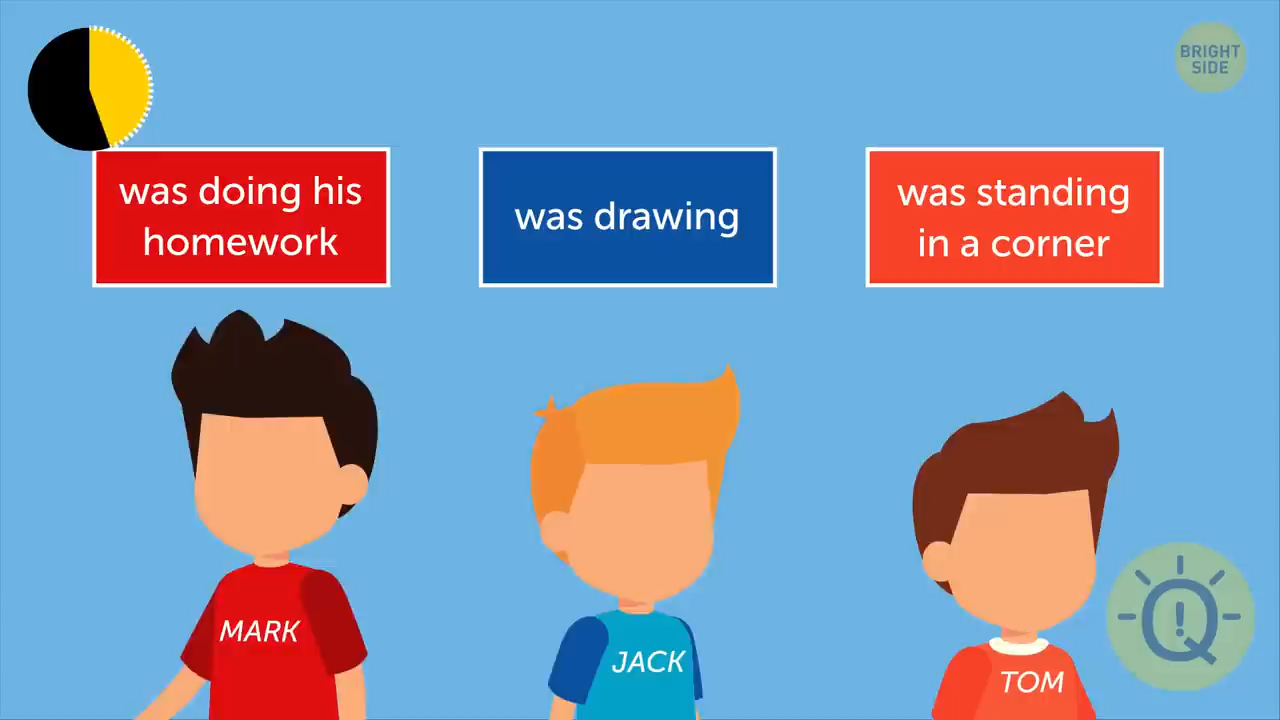 BRIGHT
SIDE
was doing his
homework
was drawing
was standing
in a corner
MARK
JACK
TOM
Q!